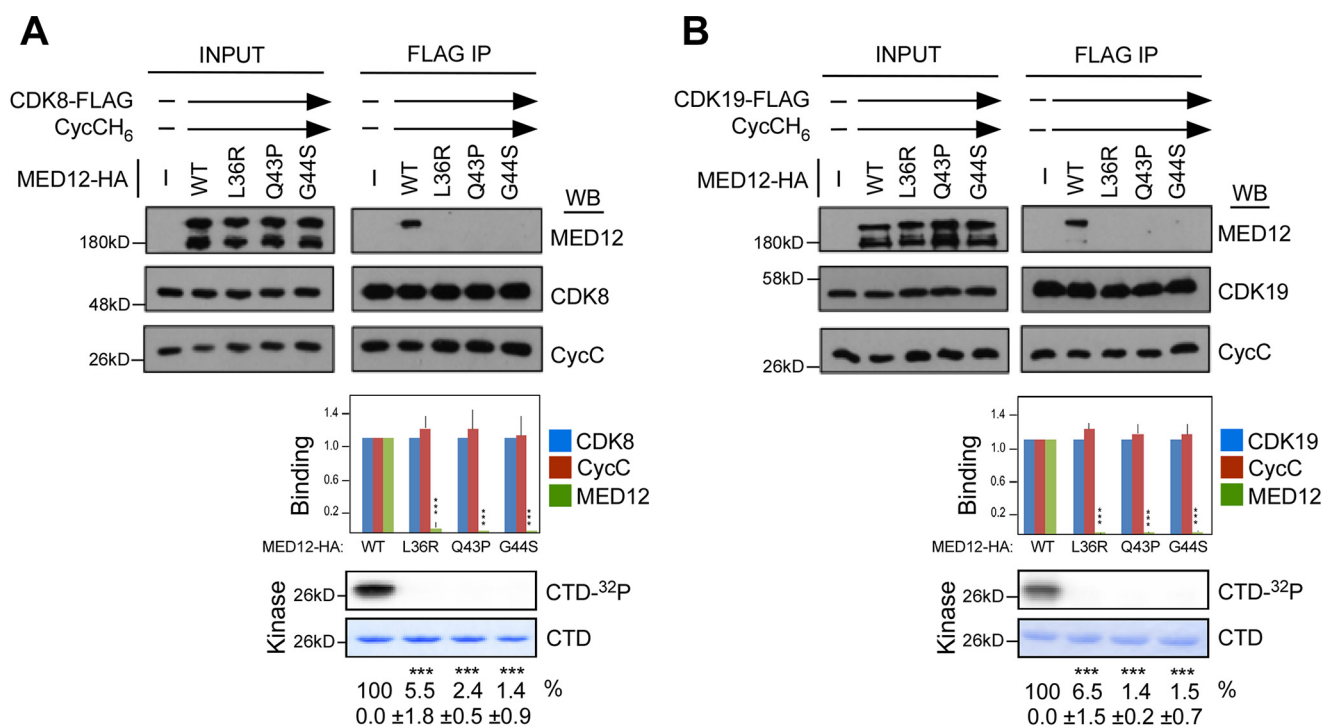 A
INPUT
FLAG IP
CDK8-FLAG – –
CycCH6 – –
MED12-HA
– WT L36R Q43P G44S
– WT L36R Q43P G44S
WB
180kD
MED12
48kD
CDK8
26kD
CycC
Binding
1.4
1.0
0.6
0.2
CDK8
CycC
MED12
***
***
***
MED12-HA: WT L36R Q43P G44S
Kinase
26kD
CTD-32P
26kD
CTD
*** *** ***
100 5.5 2.4 1.4 %
0.0 ±1.8 ±0.5 ±0.9
B
INPUT
FLAG IP
CDK19-FLAG – –
CycCH6 – –
MED12-HA
– WT L36R Q43P G44S
– WT L36R Q43P G44S
WB
180kD
MED12
58kD
CDK19
26kD
CycC
Binding
1.4
1.0
0.6
0.2
CDK19
CycC
MED12
***
***
***
MED12-HA: WT L36R Q43P G44S
Kinase
26kD
CTD-32P
26kD
CTD
*** *** ***
100 6.5 1.4 1.5 %
0.0 ±1.5 ±0.2 ±0.7